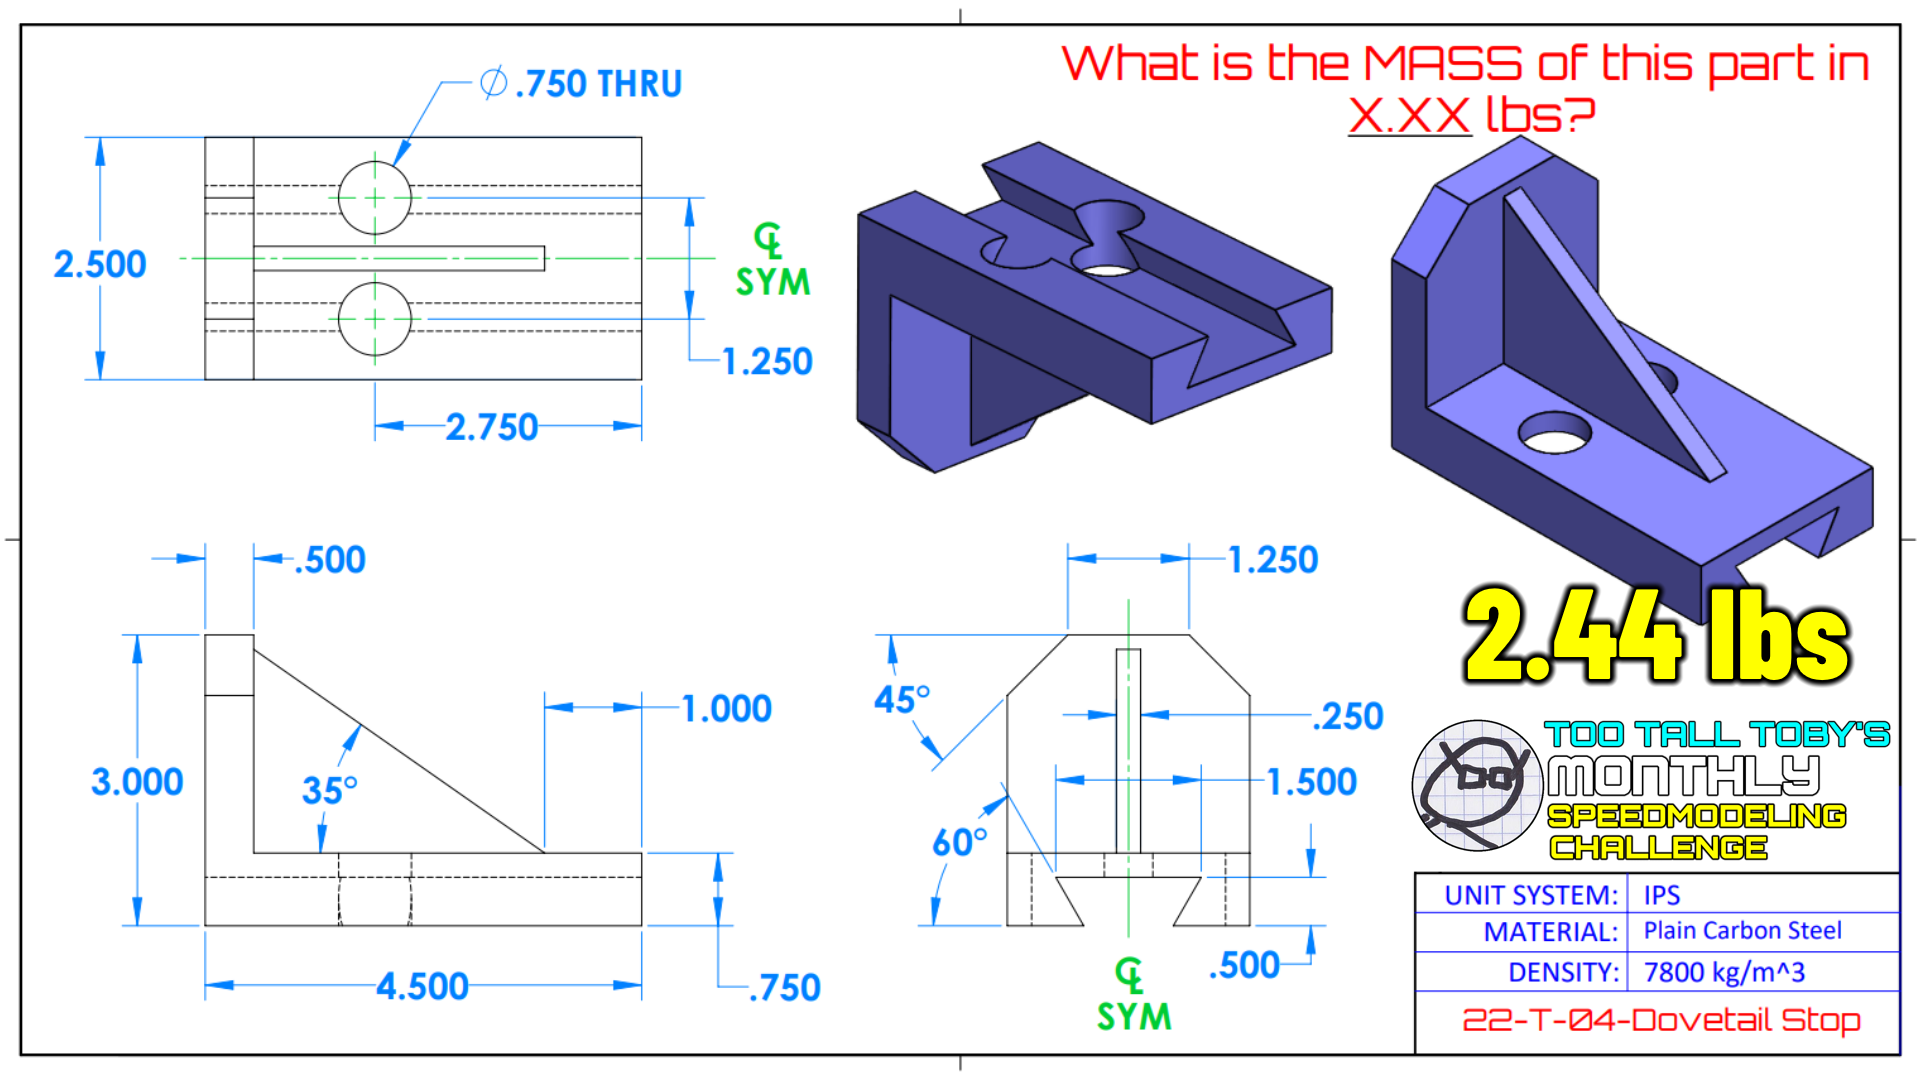 What is the MASS of this part in
X.XX lbs?
Ø .750 THRU
2.500
℄
SYM
1.250
2.750
.500
1.250
3.000
35°
1.000
45°
.250
1.500
60°
4.500
.750
.500
℄
SYM
2.44 lbs
TOO TALL TOBY'S
MONTHLY
SPEEDMODELING
CHALLENGE
UNIT SYSTEM: IPS
MATERIAL: Plain Carbon Steel
DENSITY: 7800 kg/m^3
22-T-04-Dovetail Stop